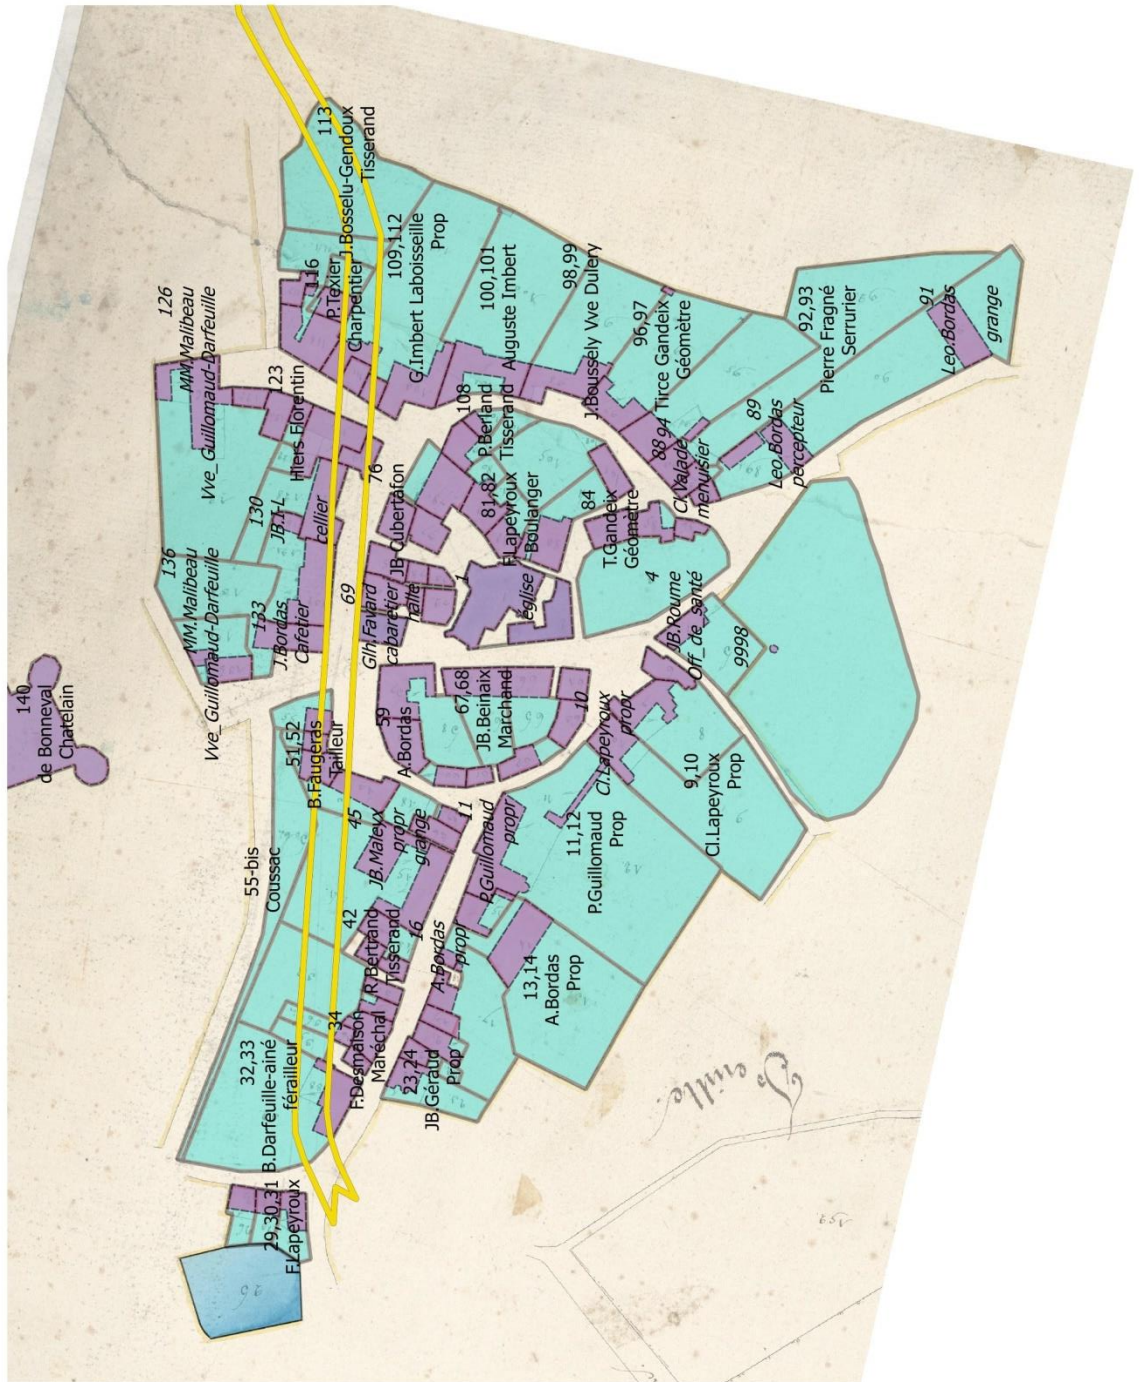 113
J.Bosselu-Gendoux
Tisserand
109,112
G.Imbert Laboisseille
Prop
116
P.Texier
Charpentier
100,101
Auguste Imbert
98,99
J.Boussely Vve Dulery
96,97
Tirce Gandeix
Géomètre
92,93
Pierre Fragné
Serrurier
91
Leo.Bordas
grange
89
Leo.Bordas
percepteur
88 94
Cl.Valade
menuisier
126
MM.Malibeau
Vve_Guillomaud-Darfeuille
123
Hiers Florentin
108
P.Berland
Tisserand
81,82
F.Lapeyroux
Boulanger
84
T.Gandeix
Géomètre
76
JB.Cubertafon
130
cellier
136
MM.Malibeau
Vve_Guillomaud-Darfeuille
133
J.Bordas
Cafetier
69
Glh.Favard
cabaretier
halle
1
église
4
JB.Roume
Off_de_santé
9998
140
de Bonneval
Chatelain
51,52
B.Faugeras
Tailleur
59
A.Bordas
67,68
JB.Beinaix
Marchand
10
Cl.Lapeyroux
propr
9,10
Cl.Lapeyroux
Prop
55-bis
Coussac
45
JB.Maleyx
propr
grange
11
P.Guillomaud
propr
11,12
P.Guillomaud
Prop
42
R.Bertrand
Tisserand
16
A.Bordas
propr
13,14
A.Bordas
Prop
32,33
B.Darfeuille-ainé
férailleur
34
F.Desmaison
Maréchal
23,24
JB.Géraud
Prop
29,30,31
F.Lapeyroux
26